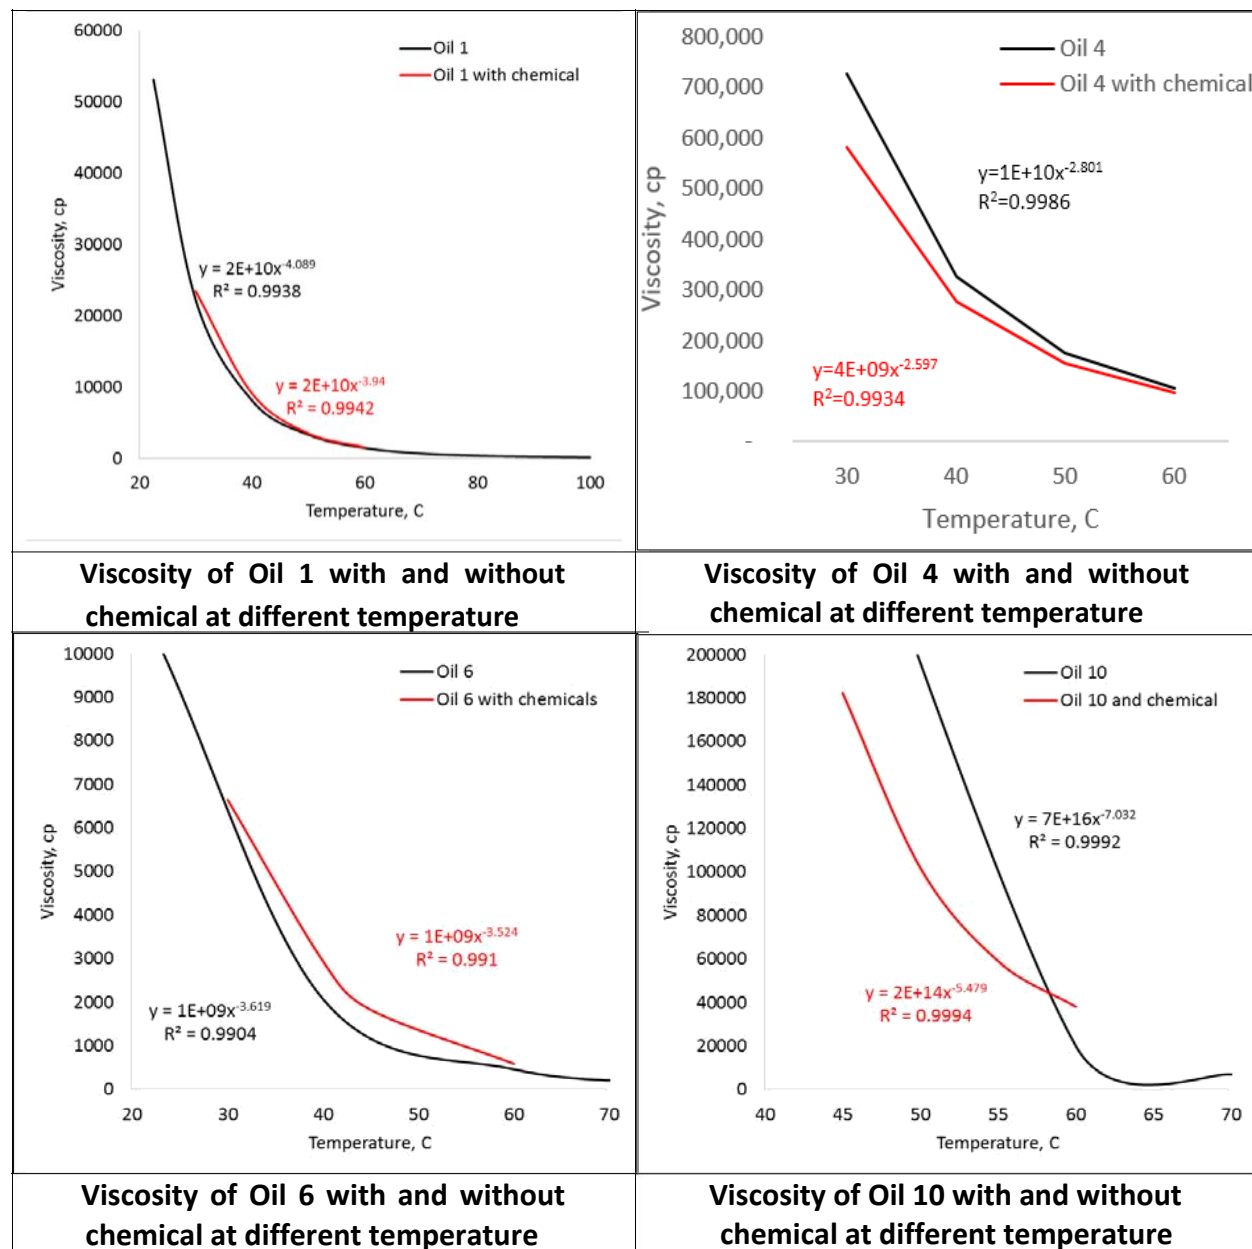 60000
50000
40000
30000
20000
10000
0
Viscosity, cp
Oil 1
Oil 1 with chemical
y = 2E+10x^-4.089
R² = 0.9938
y = 2E+10x^-3.94
R² = 0.9942
20 40 60 80 100
Temperature, C
Viscosity of Oil 1 with and without
chemical at different temperature
800,000
700,000
600,000
500,000
400,000
300,000
200,000
100,000
-
Viscosity, cp
Oil 4
Oil 4 with chemical
y=1E+10x^-2.801
R²=0.9986
y=4E+09x^-2.597
R²=0.9934
30 40 50 60
Temperature, C
Viscosity of Oil 4 with and without
chemical at different temperature
10000
9000
8000
7000
6000
5000
4000
3000
2000
1000
0
Viscosity, cp
Oil 6
Oil 6 with chemicals
y = 1E+09x^-3.524
R² = 0.991
y = 1E+09x^-3.619
R² = 0.9904
20 30 40 50 60 70
Temperature, C
Viscosity of Oil 6 with and without
chemical at different temperature
200000
180000
160000
140000
120000
100000
80000
60000
40000
20000
0
Viscosity, cp
Oil 10
Oil 10 and chemical
y = 7E+16x^-7.032
R² = 0.9992
y = 2E+14x^-5.479
R² = 0.9994
40 45 50 55 60 65 70
Temperature, C
Viscosity of Oil 10 with and without
chemical at different temperature